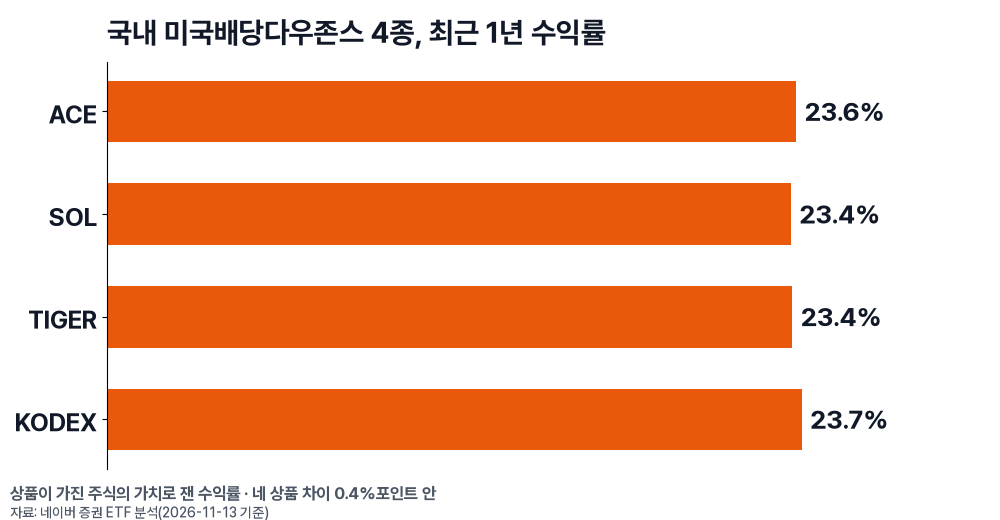 국내 미국배당다우존스 4종, 최근 1년 수익률
ACE 23.6%
SOL 23.4%
TIGER 23.4%
KODEX 23.7%
상품이 가진 주식의 가치로 잰 수익률 · 네 상품 차이 0.4%포인트 안
자료: 네이버 증권 ETF 분석(2026-11-13 기준)